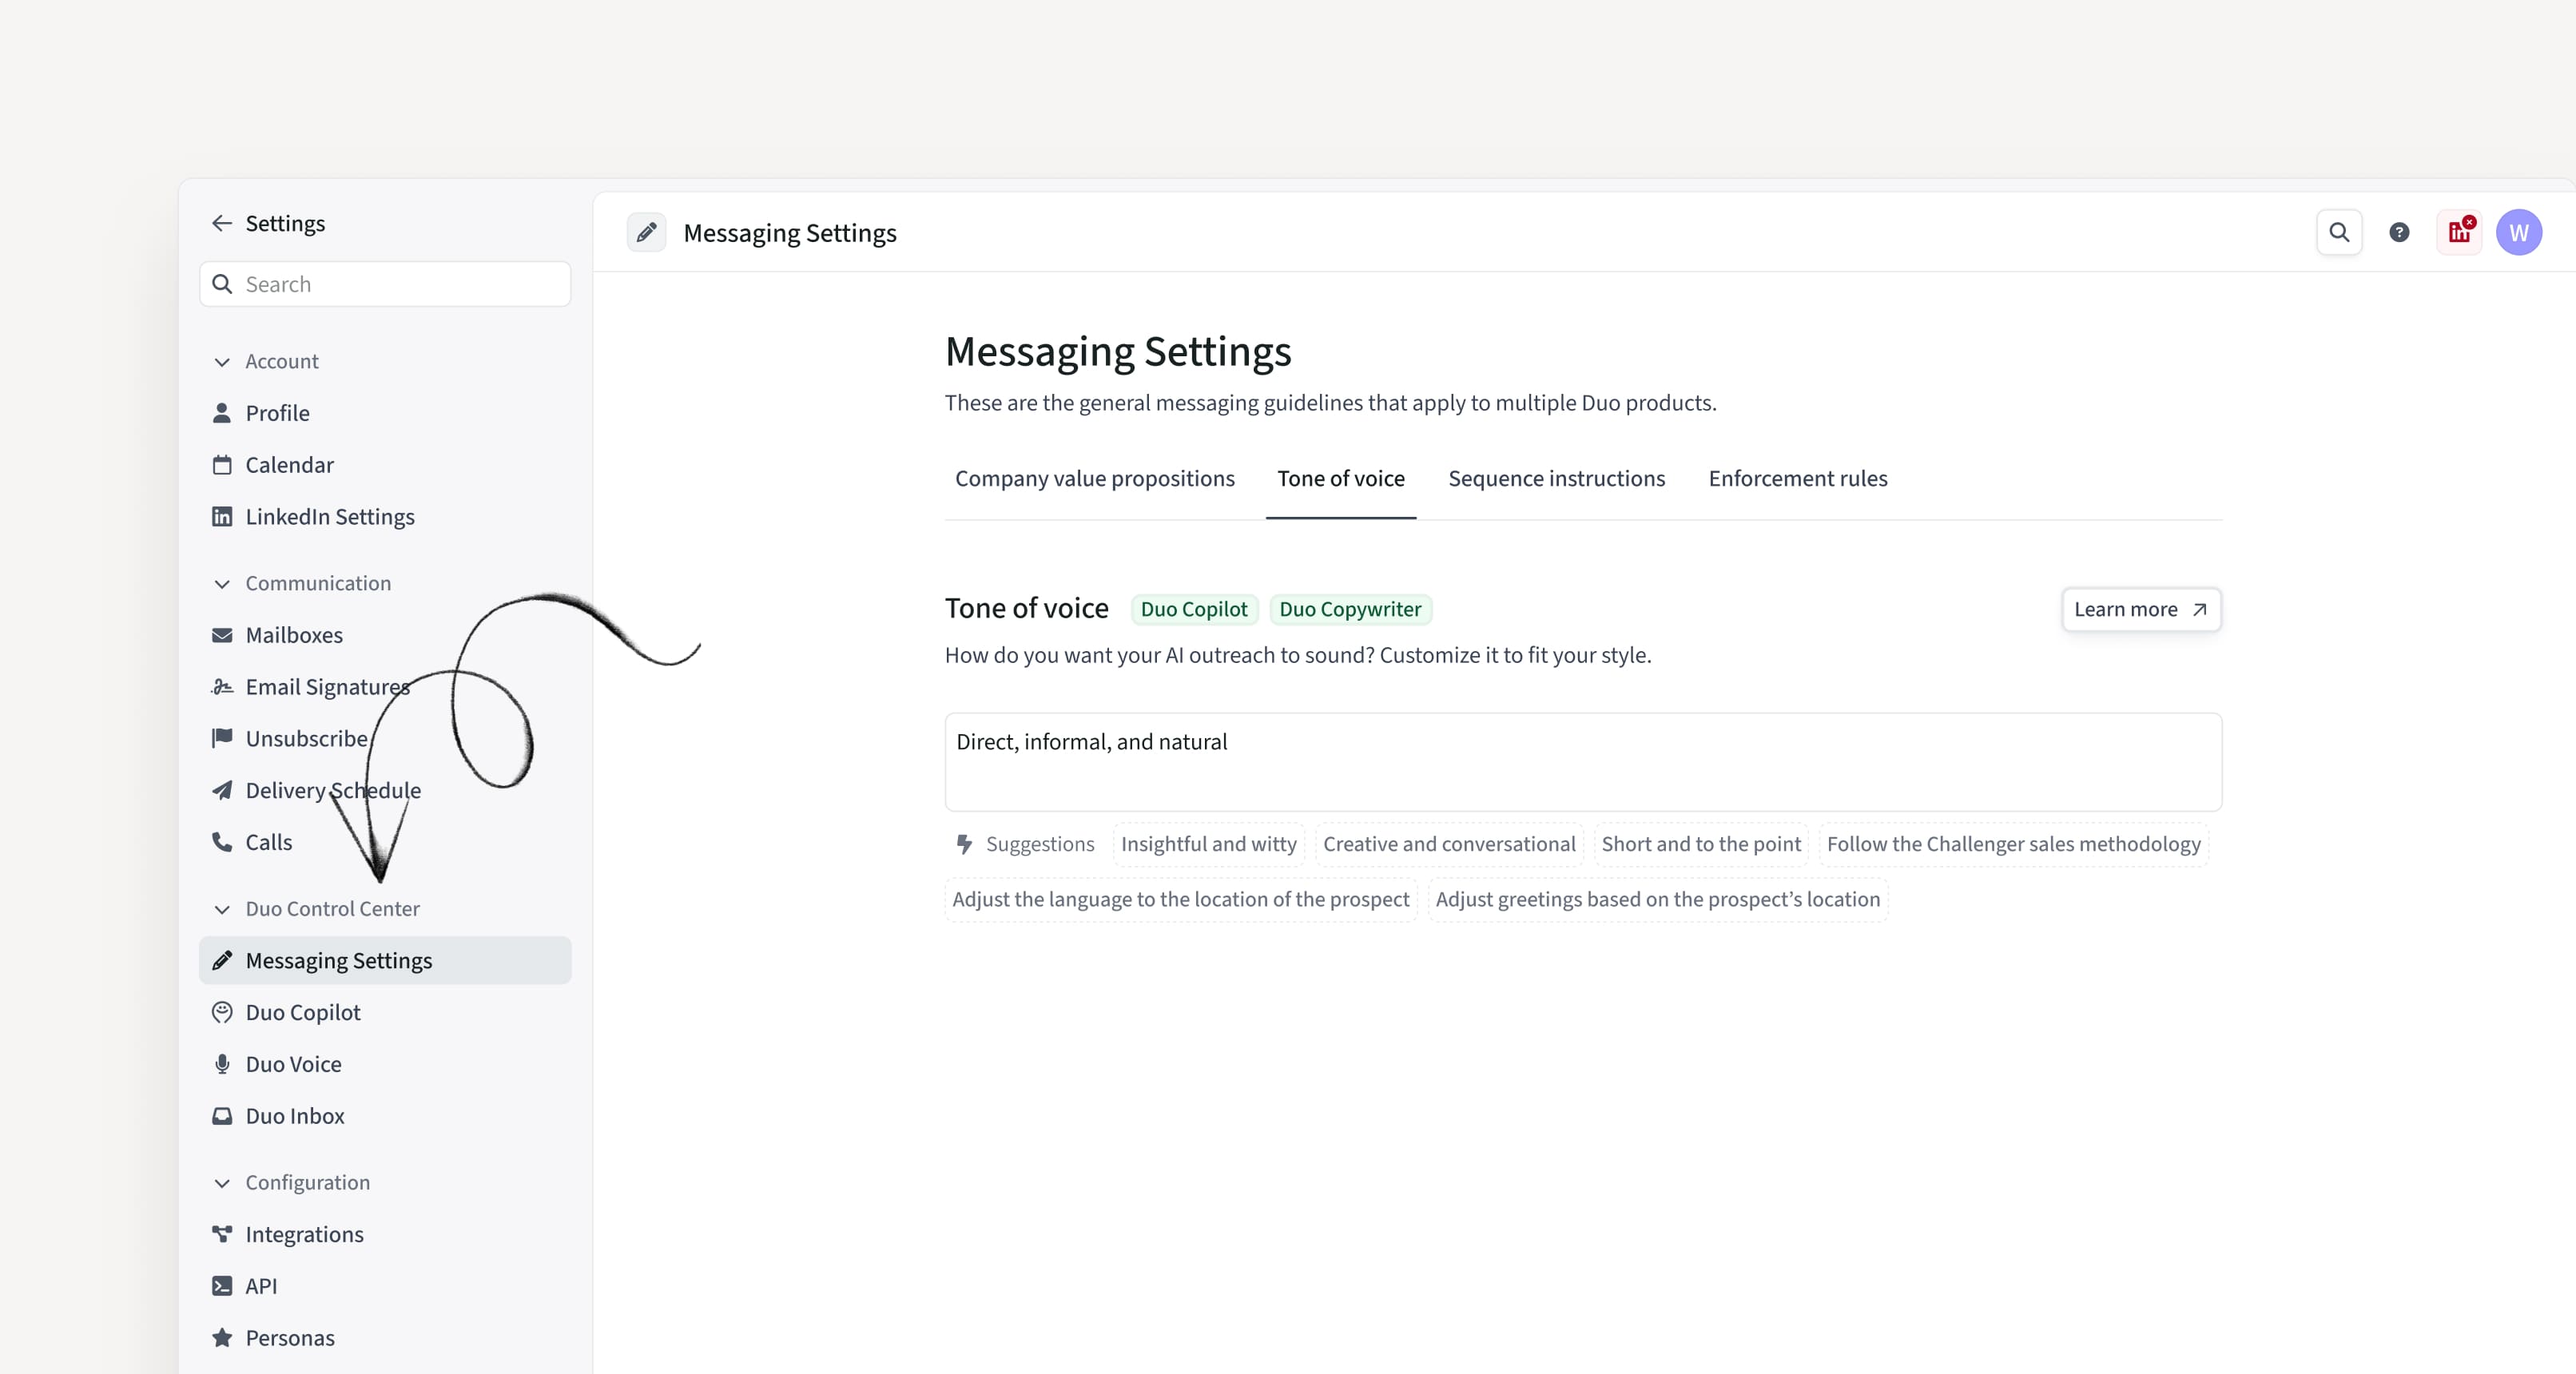 Settings
Search
Account
Profile
Calendar
LinkedIn Settings
Communication
Mailboxes
Email Signatures
Unsubscribe
Delivery Schedule
Calls
Duo Control Center
Messaging Settings
Duo Copilot
Duo Voice
Duo Inbox
Configuration
Integrations
API
Personas
Messaging Settings
? in × W
Messaging Settings
These are the general messaging guidelines that apply to multiple Duo products.
Company value propositions Tone of voice Sequence instructions Enforcement rules
Tone of voice Duo Copilot Duo Copywriter Learn more
How do you want your AI outreach to sound? Customize it to fit your style.
Direct, informal, and natural
Suggestions Insightful and witty Creative and conversational Short and to the point Follow the Challenger sales methodology
Adjust the language to the location of the prospect Adjust greetings based on the prospect’s location